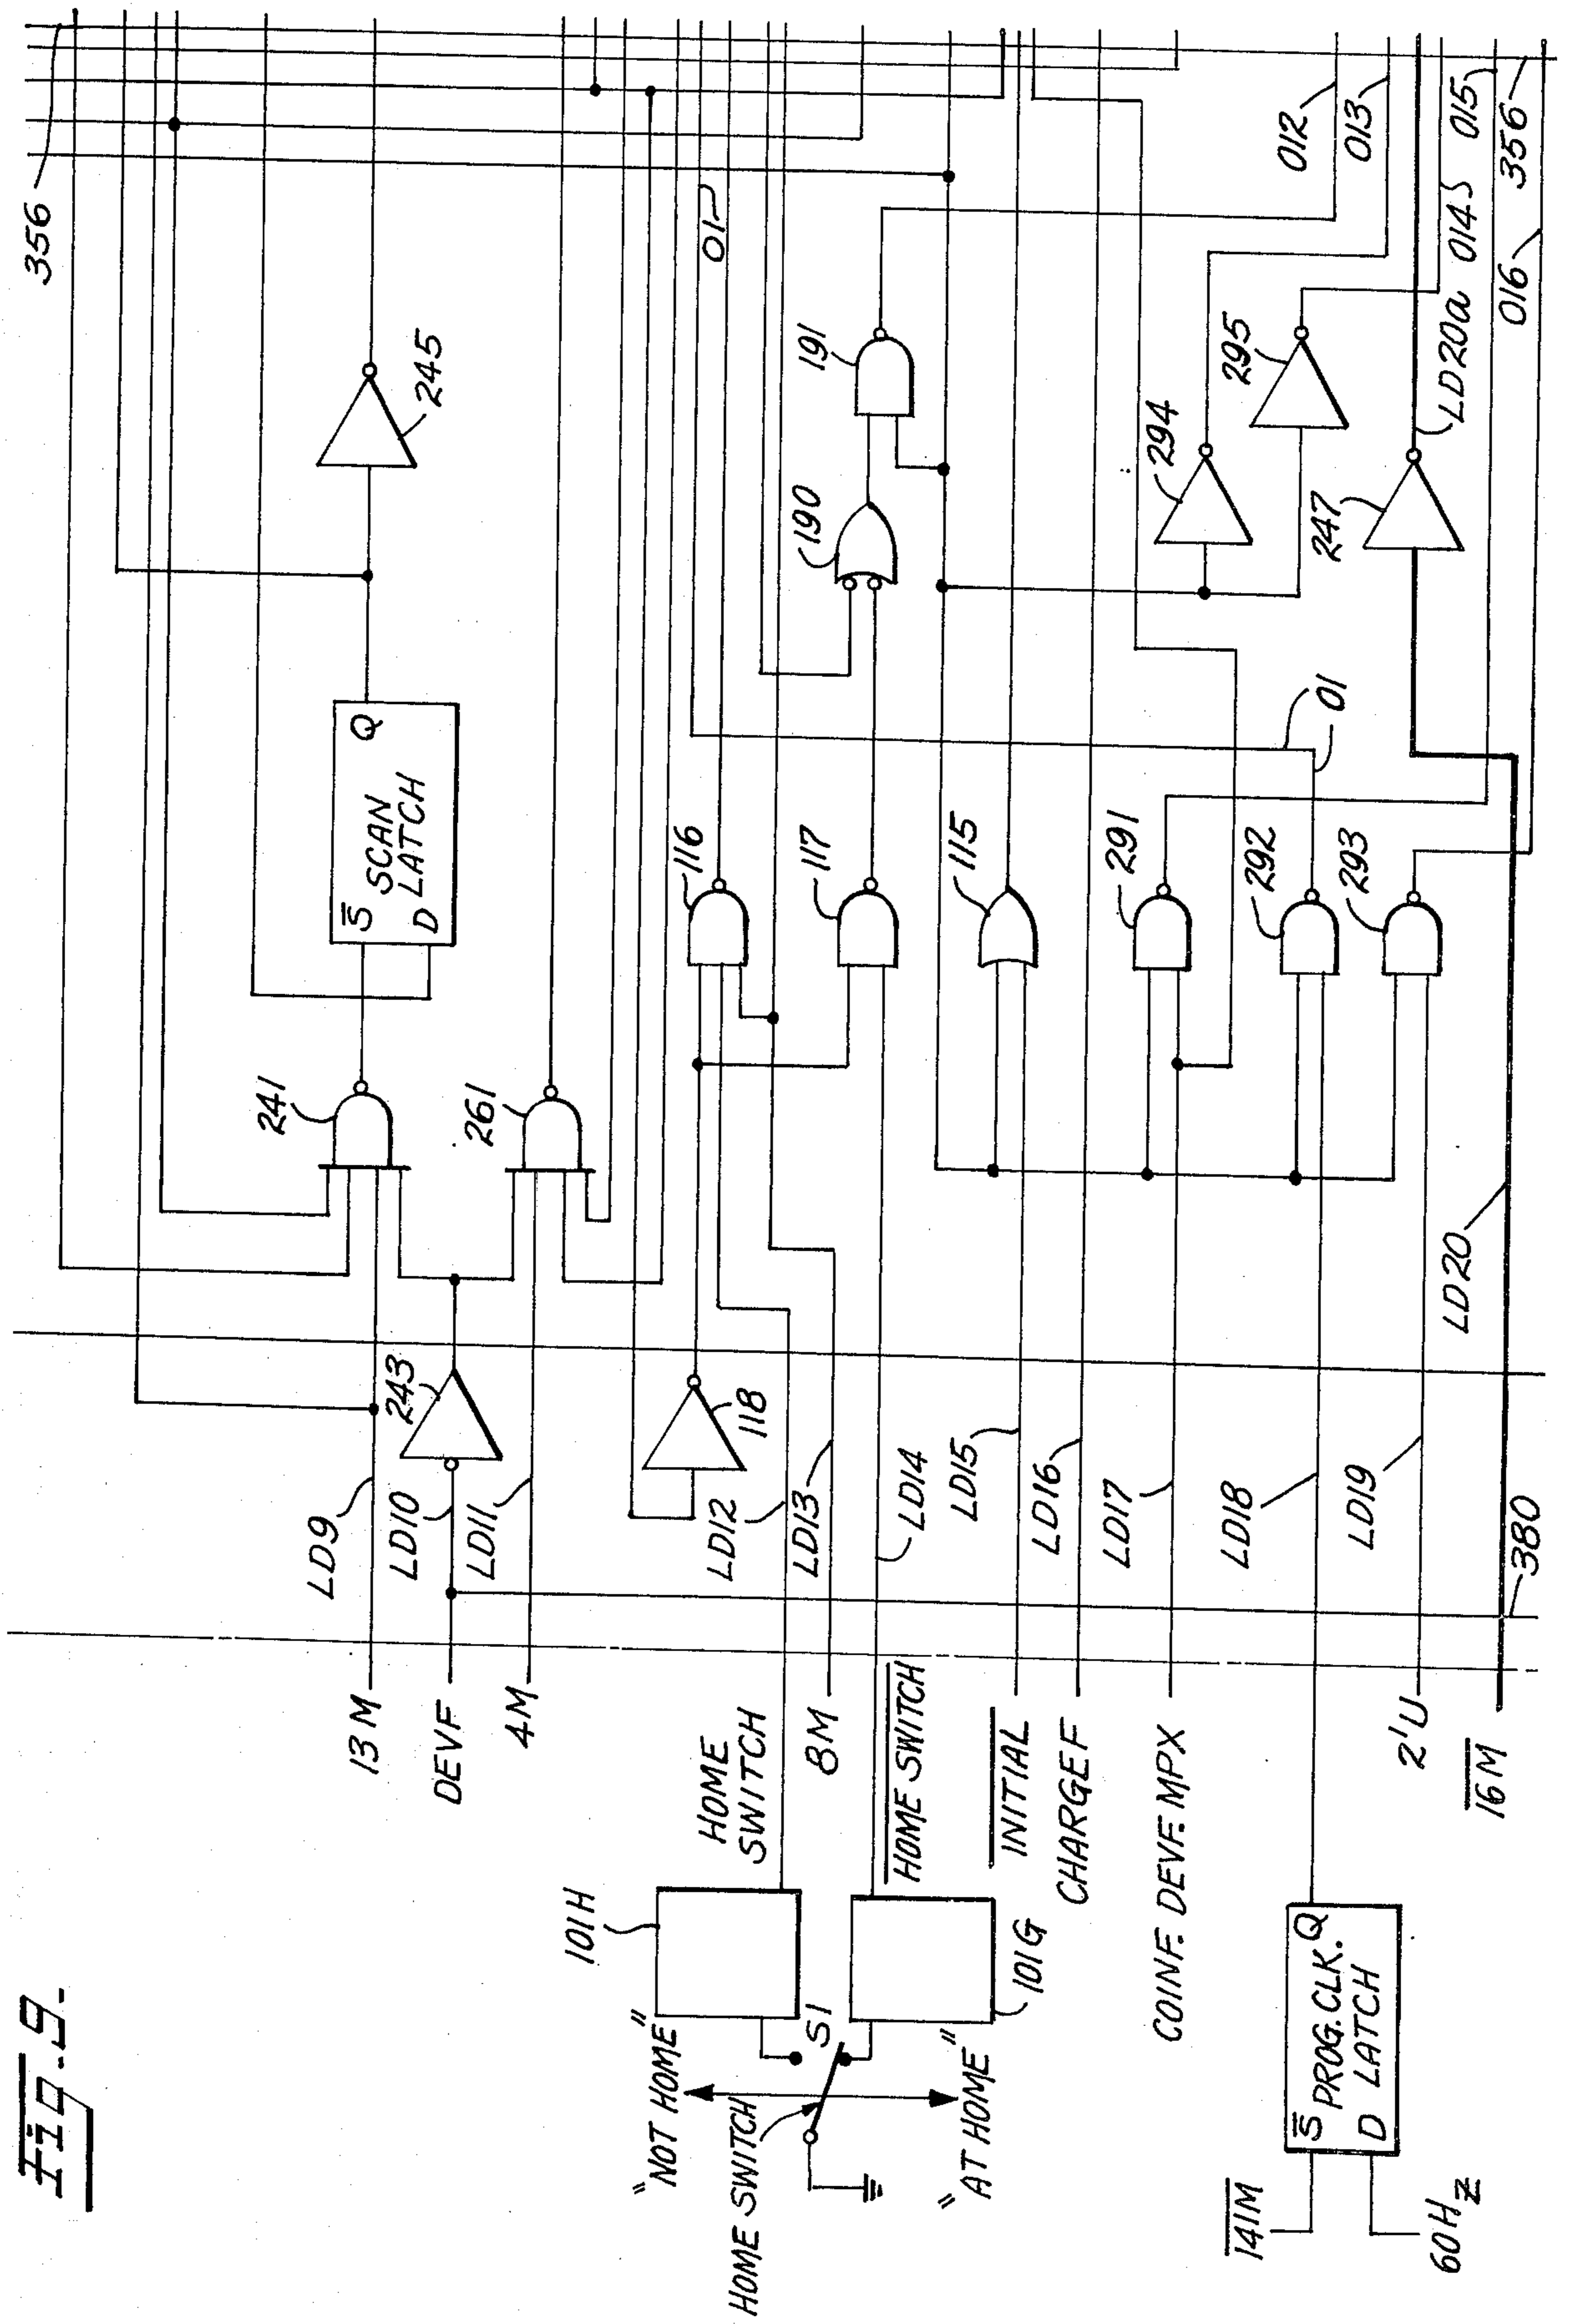 Fig. 9.
"NOT HOME"
HOME SWITCH
"AT HOME"
S1
101H
101G
HOME
SWITCH
8M
HOME SWITCH
INITIAL
CHARGEF
COINF. DEVF. MPX
13M
DEVF
4M
141M
60Hz
S
D
Q
PROG. CLK.
LATCH
2'U
16M
LD9
LD10
LD11
LD12
LD13
LD14
LD15
LD16
LD17
LD18
LD19
LD20
380
243
118
241
261
S
D
Q
SCAN
LATCH
116
117
115
291
292
293
01
245
190
191
294
295
247
LD20a
01
012
013
014
015
016
356
356